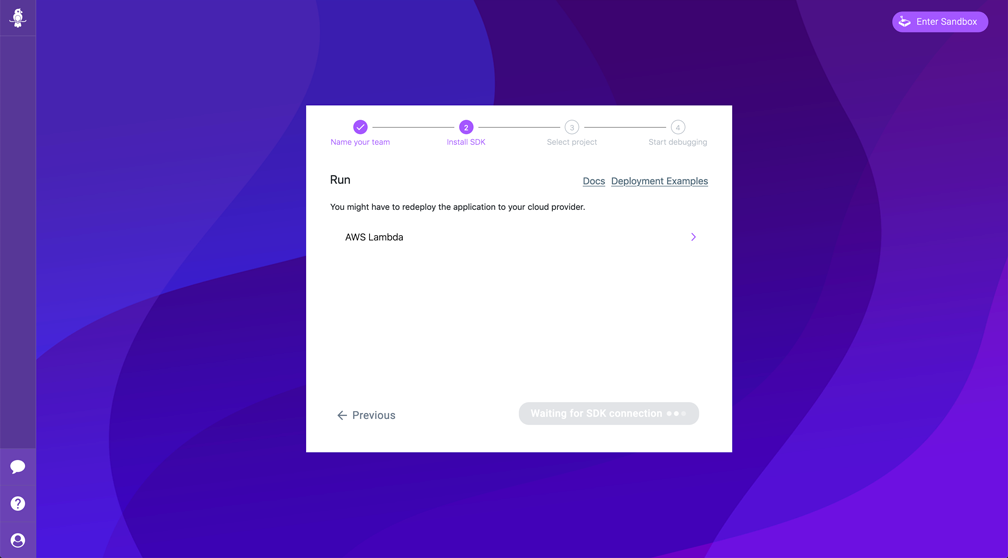 Enter Sandbox
2
3
4
Name your team
Install SDK
Select project
Start debugging
Run
Docs
Deployment Examples
You might have to redeploy the application to your cloud provider.
AWS Lambda
Previous
Waiting for SDK connection
?